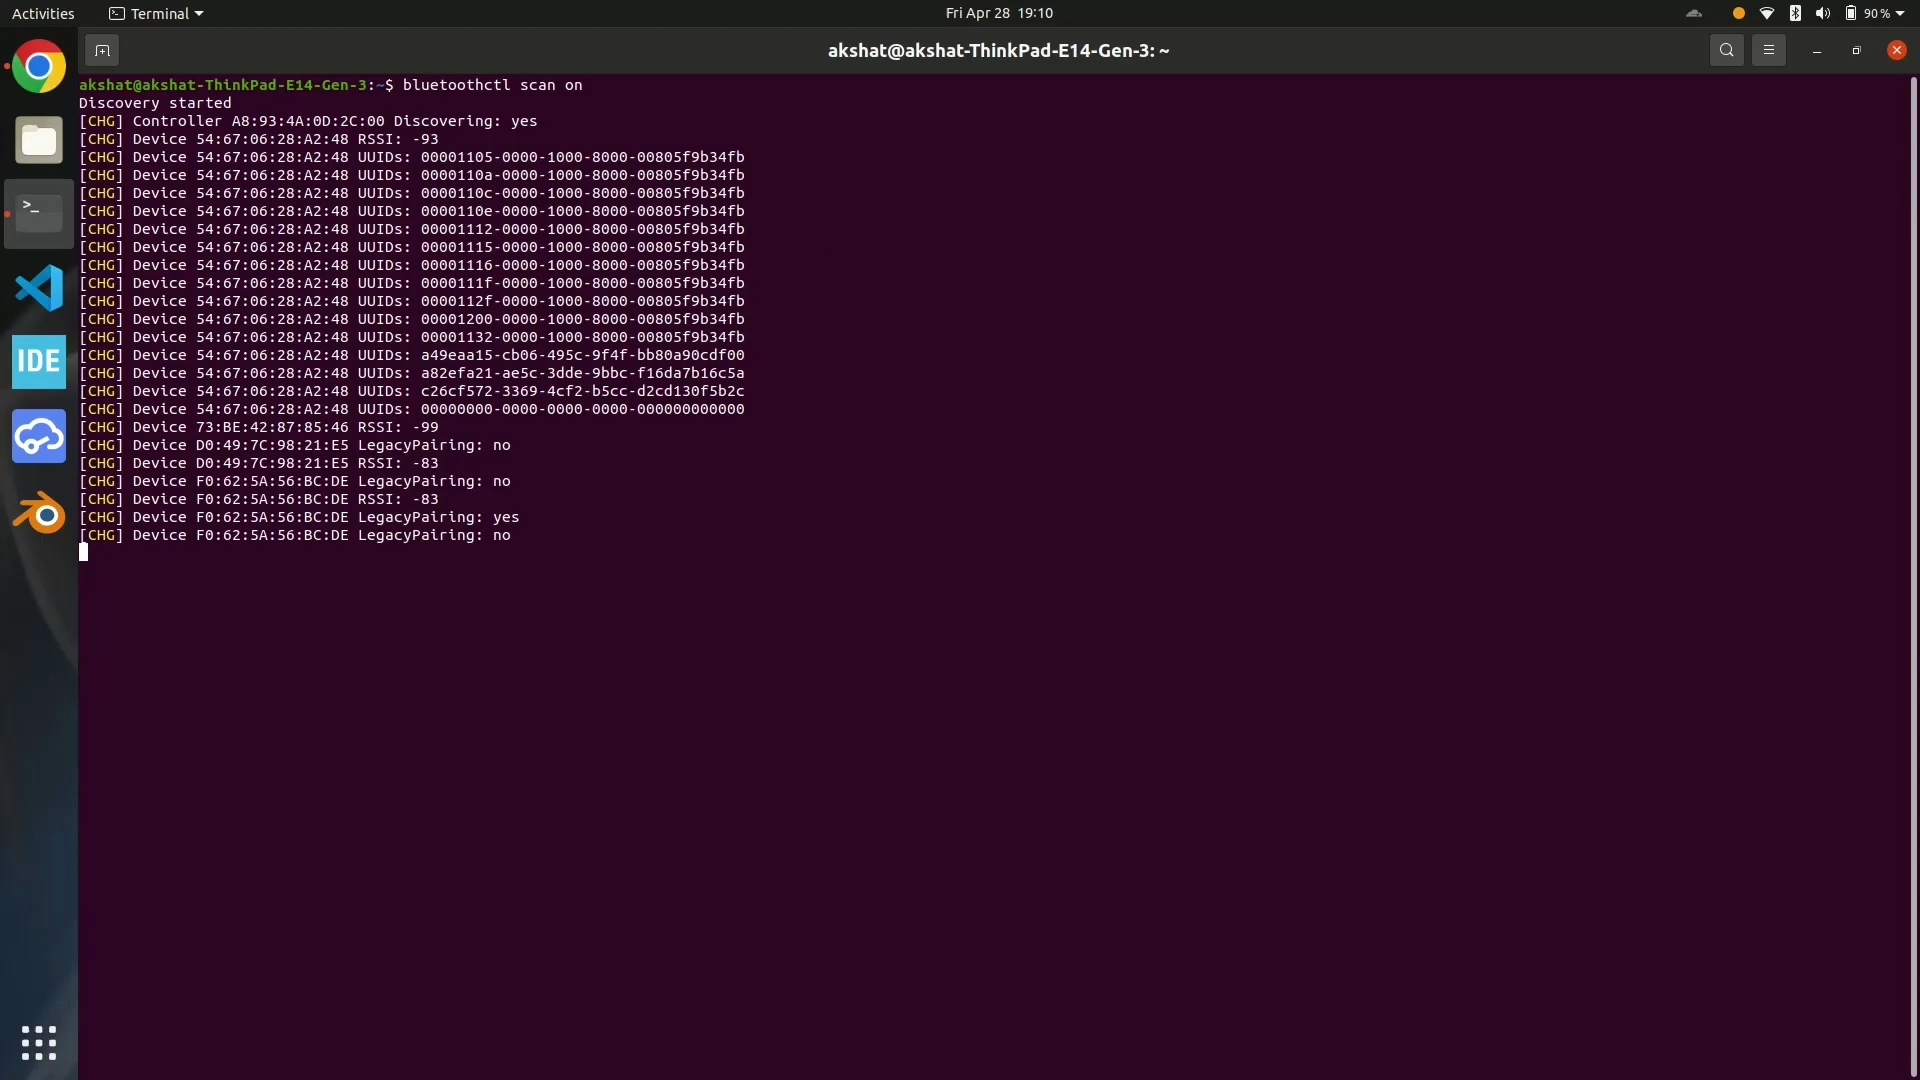 Activities Terminal Fri Apr 28 19:10 90%
akshat@akshat-ThinkPad-E14-Gen-3: ~
akshat@akshat-ThinkPad-E14-Gen-3:~$ bluetoothctl scan on
Discovery started
[CHG] Controller A8:93:4A:0D:2C:00 Discovering: yes
[CHG] Device 54:67:06:28:A2:48 RSSI: -93
[CHG] Device 54:67:06:28:A2:48 UUIDs: 00001105-0000-1000-8000-00805f9b34fb
[CHG] Device 54:67:06:28:A2:48 UUIDs: 0000110a-0000-1000-8000-00805f9b34fb
[CHG] Device 54:67:06:28:A2:48 UUIDs: 0000110c-0000-1000-8000-00805f9b34fb
[CHG] Device 54:67:06:28:A2:48 UUIDs: 0000110e-0000-1000-8000-00805f9b34fb
[CHG] Device 54:67:06:28:A2:48 UUIDs: 00001112-0000-1000-8000-00805f9b34fb
[CHG] Device 54:67:06:28:A2:48 UUIDs: 00001115-0000-1000-8000-00805f9b34fb
[CHG] Device 54:67:06:28:A2:48 UUIDs: 00001116-0000-1000-8000-00805f9b34fb
[CHG] Device 54:67:06:28:A2:48 UUIDs: 0000111f-0000-1000-8000-00805f9b34fb
[CHG] Device 54:67:06:28:A2:48 UUIDs: 0000112f-0000-1000-8000-00805f9b34fb
[CHG] Device 54:67:06:28:A2:48 UUIDs: 00001200-0000-1000-8000-00805f9b34fb
[CHG] Device 54:67:06:28:A2:48 UUIDs: 00001132-0000-1000-8000-00805f9b34fb
[CHG] Device 54:67:06:28:A2:48 UUIDs: a49eaa15-cb06-495c-9f4f-bb80a90cdf00
[CHG] Device 54:67:06:28:A2:48 UUIDs: a82efa21-ae5c-3dde-9bbc-f16da7b16c5a
[CHG] Device 54:67:06:28:A2:48 UUIDs: c26cf572-3369-4cf2-b5cc-d2cd130f5b2c
[CHG] Device 54:67:06:28:A2:48 UUIDs: 00000000-0000-0000-0000-000000000000
[CHG] Device 73:BE:42:87:85:46 RSSI: -99
[CHG] Device D0:49:7C:98:21:E5 LegacyPairing: no
[CHG] Device D0:49:7C:98:21:E5 RSSI: -83
[CHG] Device F0:62:5A:56:BC:DE LegacyPairing: no
[CHG] Device F0:62:5A:56:BC:DE RSSI: -83
[CHG] Device F0:62:5A:56:BC:DE LegacyPairing: yes
[CHG] Device F0:62:5A:56:BC:DE LegacyPairing: no
IDE